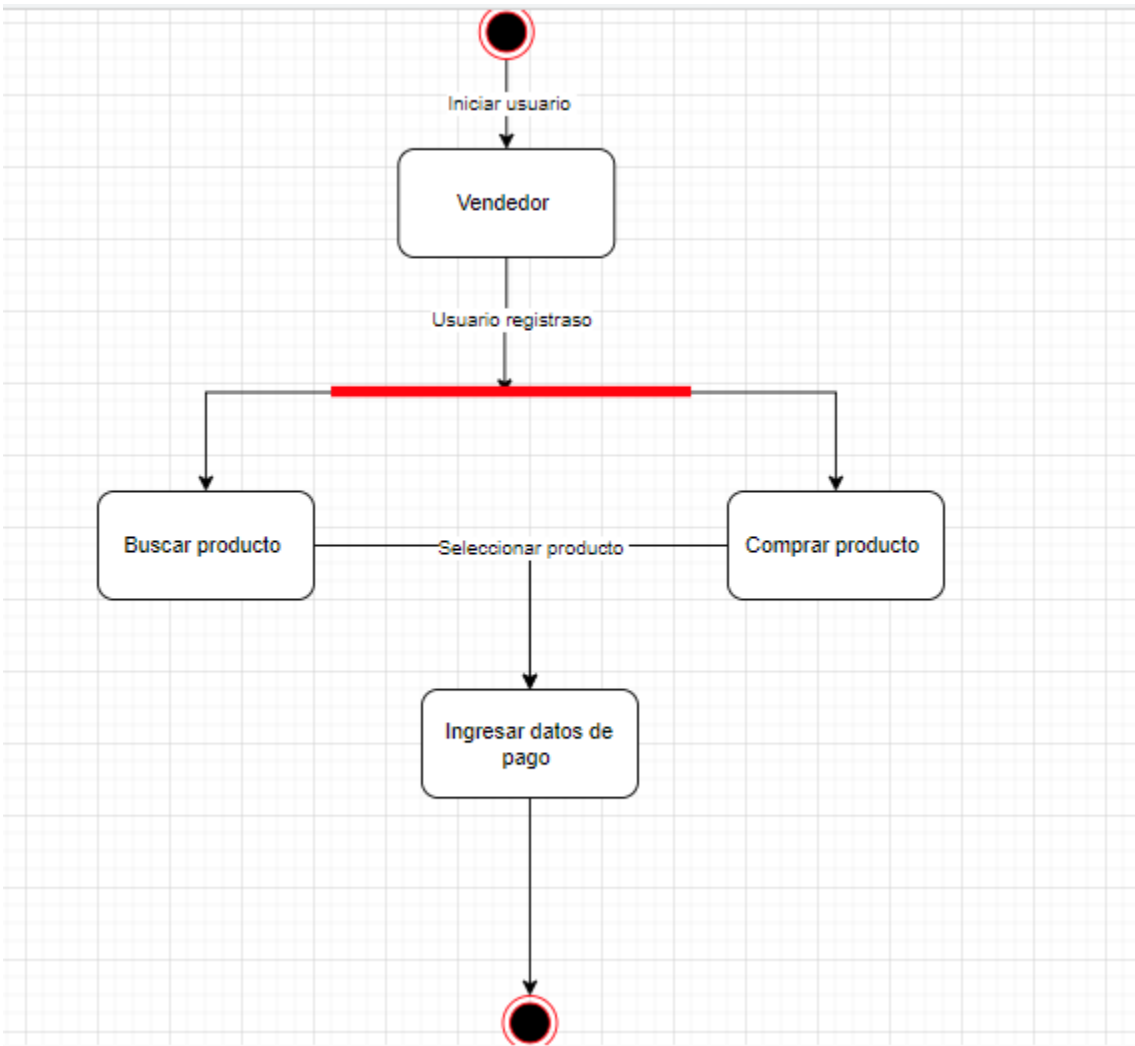 Iniciar usuario
Vendedor
Usuario registraso
Buscar producto
Seleccionar producto
Comprar producto
Ingresar datos de
pago